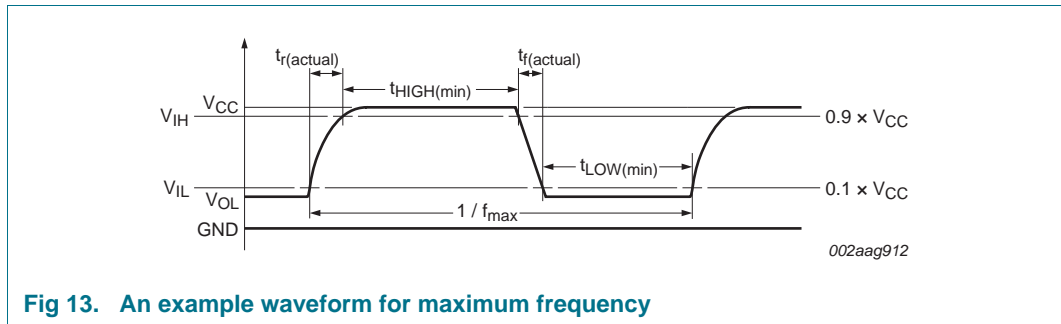 tr(actual)
tf(actual)
tHIGH(min)
VCC
VIH
0.9 × VCC
tLOW(min)
VIL
0.1 × VCC
VOL
1 / fmax
GND
002aag912
Fig 13. An example waveform for maximum frequency